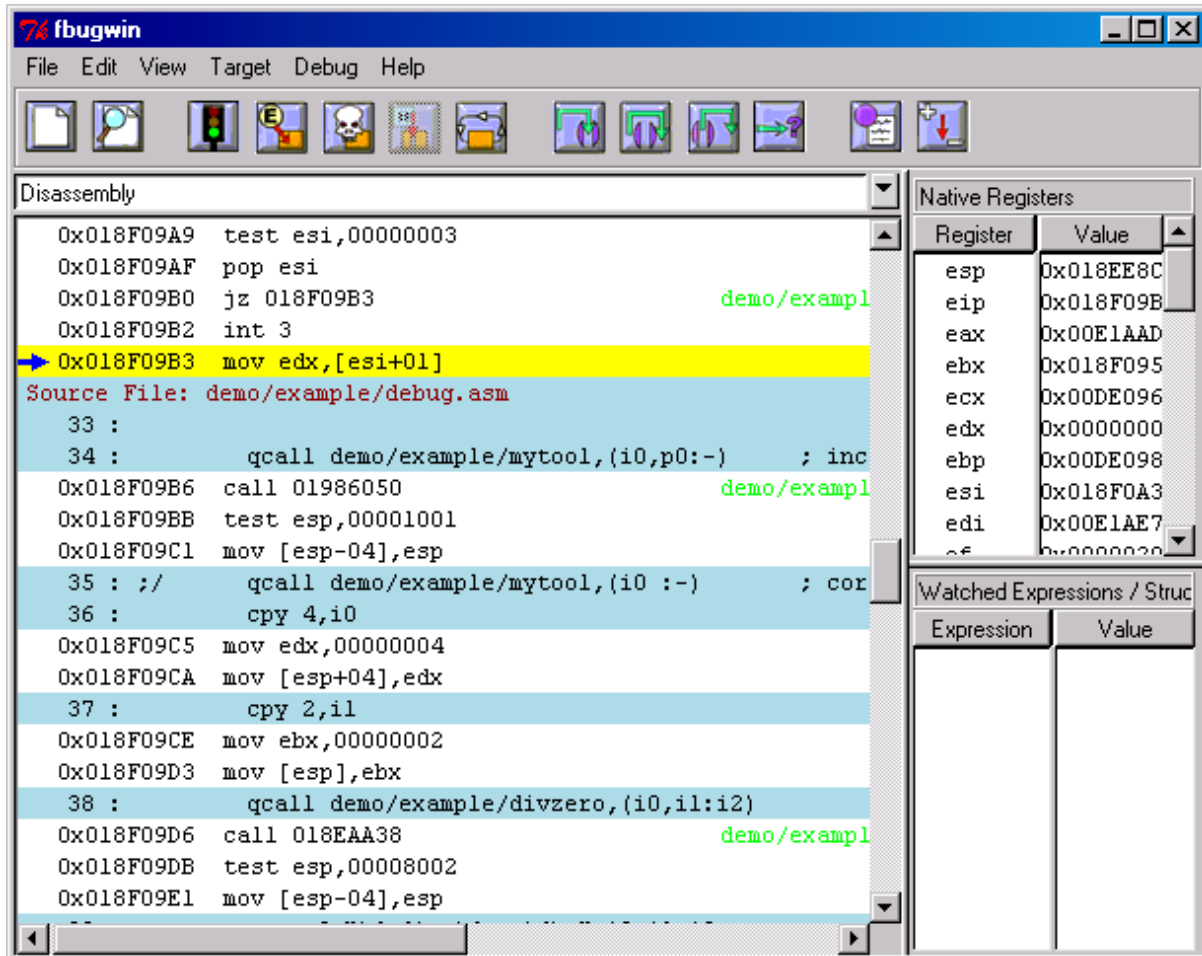 fbugwin
File Edit View Target Debug Help
Disassembly
0x018F09A9 test esi,00000003
0x018F09AF pop esi
0x018F09B0 jz 018F09B3 demo/exampl
0x018F09B2 int 3
0x018F09B3 mov edx,[esi+01]
Source File: demo/example/debug.asm
33 :
34 : qcall demo/example/mytool,(i0,p0:-) ; inc
0x018F09B6 call 01986050 demo/exampl
0x018F09BB test esp,00001001
0x018F09C1 mov [esp-04],esp
35 : ;/ qcall demo/example/mytool,(i0 :-) ; cor
36 : cpy 4,i0
0x018F09C5 mov edx,00000004
0x018F09CA mov [esp+04],edx
37 : cpy 2,i1
0x018F09CE mov ebx,00000002
0x018F09D3 mov [esp],ebx
38 : qcall demo/example/divzero,(i0,i1:i2)
0x018F09D6 call 018EAA38 demo/exampl
0x018F09DB test esp,00008002
0x018F09E1 mov [esp-04],esp
Native Registers
Register Value
esp 0x018EE8C
eip 0x018F09B
eax 0x00E1AAD
ebx 0x018F095
ecx 0x00DE096
edx 0x0000000
ebp 0x00DE098
esi 0x018F0A3
edi 0x00E1AE7
Watched Expressions / Struc
Expression Value